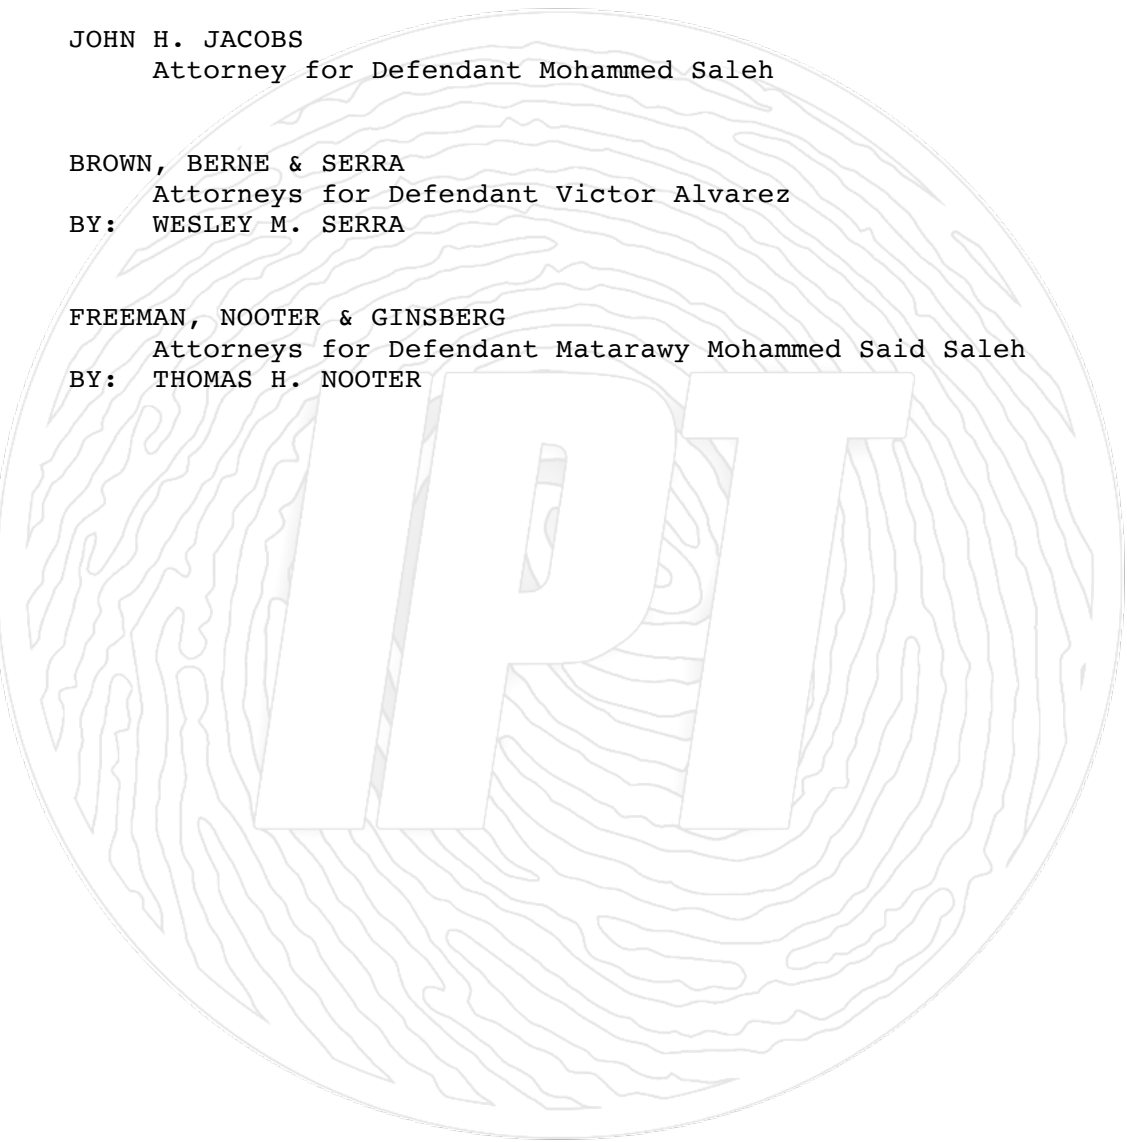 JOHN H. JACOBS
Attorney for Defendant Mohammed Saleh
BROWN, BERNE & SERRA
Attorneys for Defendant Victor Alvarez
BY: WESLEY M. SERRA
FREEMAN, NOOTER & GINSBERG
Attorneys for Defendant Matarawy Mohammed Said Saleh
BY: THOMAS H. NOOTER
IPT